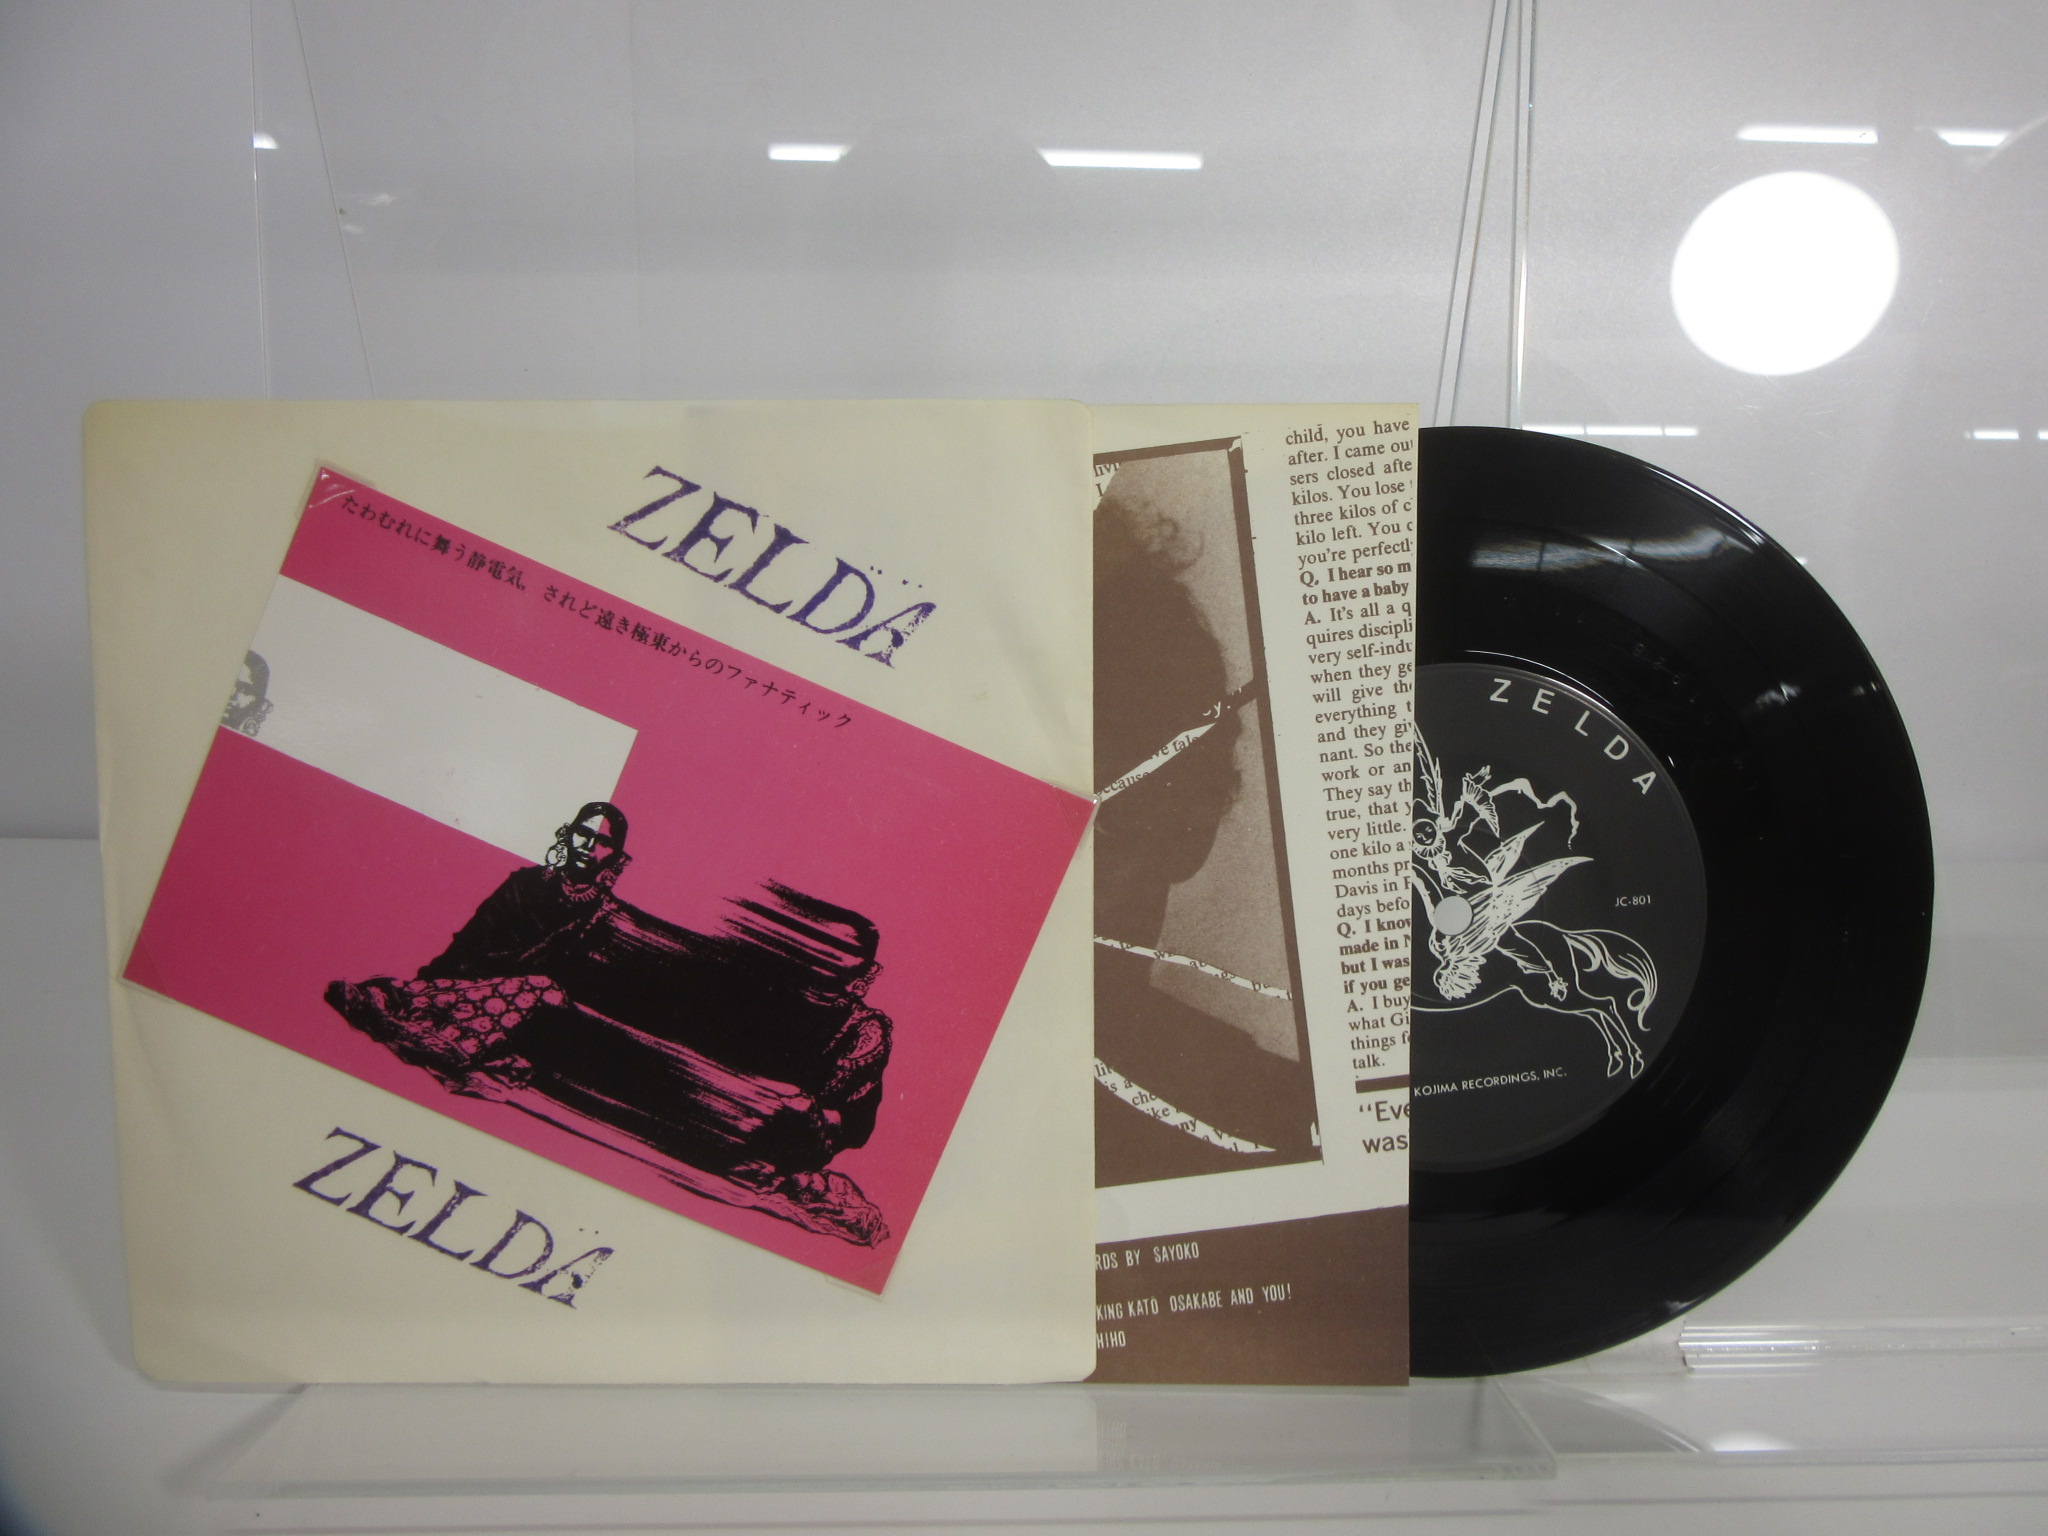 ZELDA
たわむれに舞う静電気、されど遠き極東からのファナティック
ZELDA
child, you have
after. I came ou
sers closed afte
kilos. You lose
three kilos of c
kilo left. You c
you're perfectly
Q. I hear so m
to have a baby
A. It's all a q
quires discipli
very self-indu
when they ge
will give the
everything t
and they giv
nant. So the
work or an
They say th
true, that y
very little.
one kilo a
months pr
Davis in F
days befo
Q. I know
made in N
but I was
if you ge
A. I buy
what Gi
things fo
talk.
"Eve
was
RDS BY SAYOKO
KING KATO OSAKABE AND YOU!
HIHO
ZELDA
JC-801
KOJIMA RECORDINGS, INC.